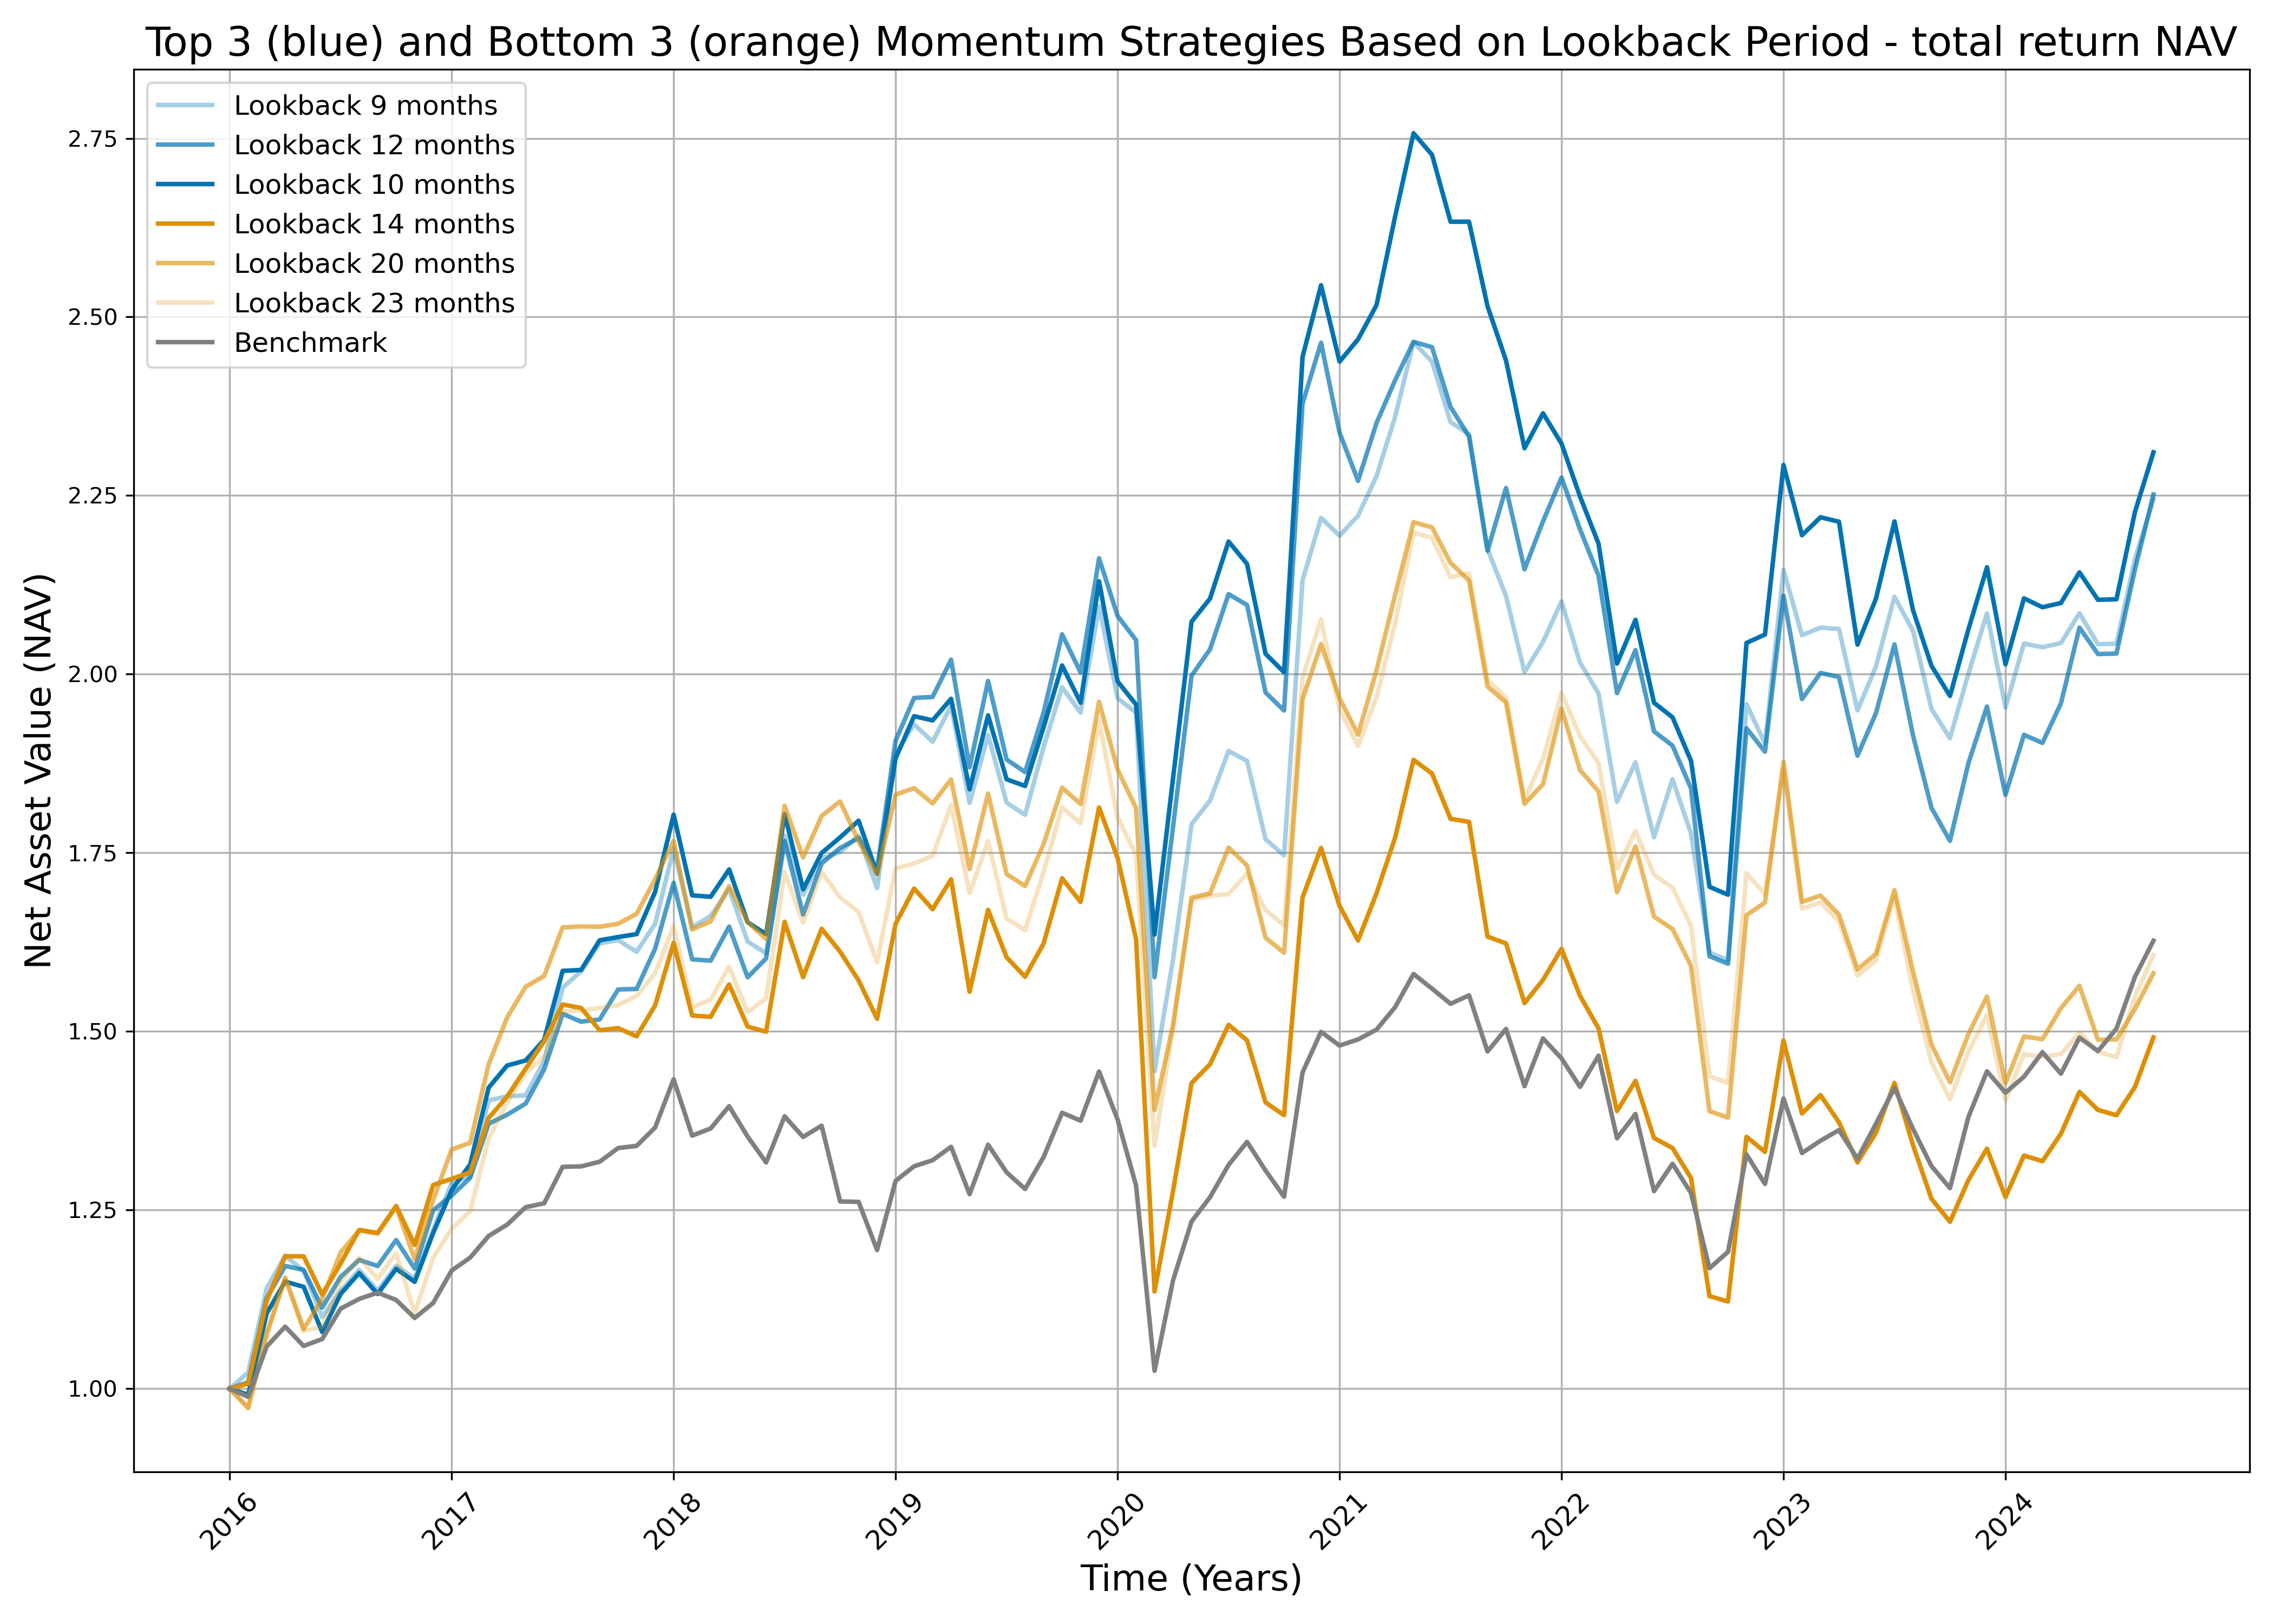 Top 3 (blue) and Bottom 3 (orange) Momentum Strategies Based on Lookback Period - total return NAV
Lookback 9 months
Lookback 12 months
Lookback 10 months
Lookback 14 months
Lookback 20 months
Lookback 23 months
Benchmark
Net Asset Value (NAV)
2.75
2.50
2.25
2.00
1.75
1.50
1.25
1.00
2016 2017 2018 2019 2020 2021 2022 2023 2024
Time (Years)